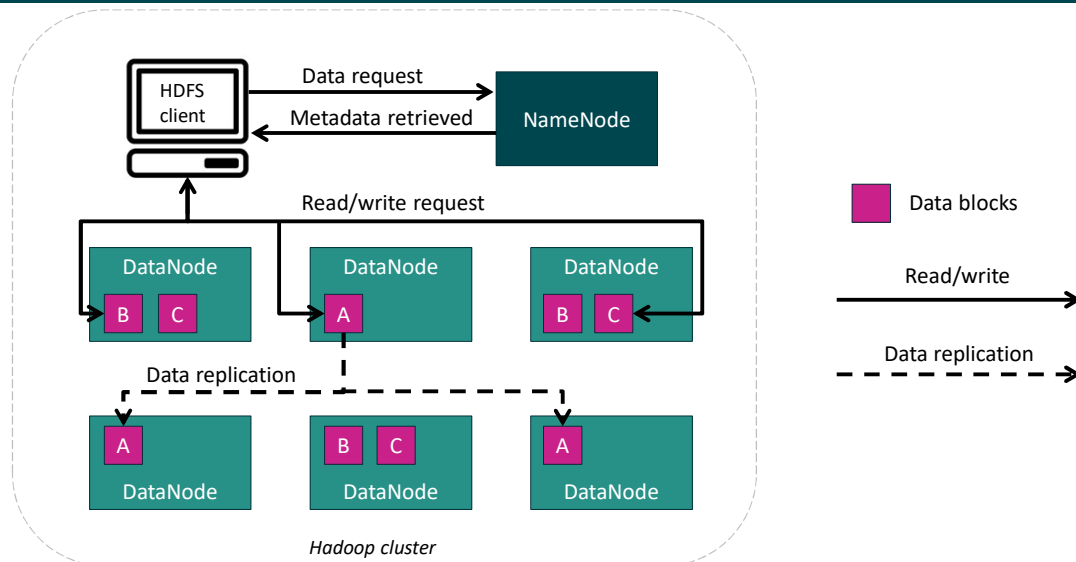 Data request
HDFS
client
Metadata retrieved
NameNode
Read/write request
Data blocks
DataNode
DataNode
DataNode
Read/write
B C
A
B C
Data replication
Data replication
A
B C
A
DataNode
DataNode
DataNode
Hadoop cluster